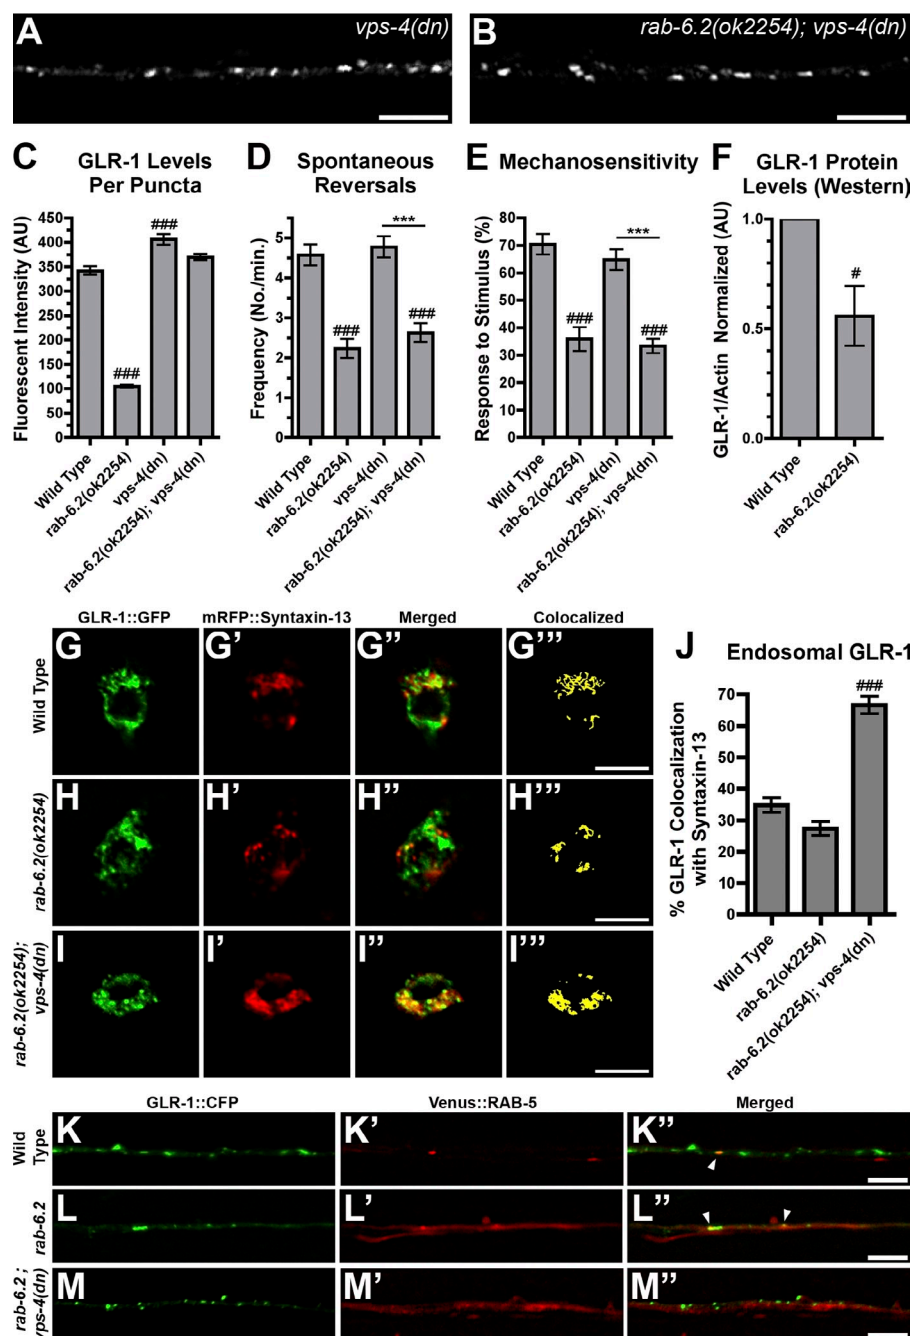 A vps-4(dn)
B rab-6.2(ok2254); vps-4(dn)
C GLR-1 Levels
Per Puncta
Fluorescent Intensity (AU)
450
400
350
300
250
200
150
100
50
0
###
###
Wild Type
rab-6.2(ok2254)
vps-4(dn)
rab-6.2(ok2254); vps-4(dn)
D Spontaneous
Reversals
Frequency (No./min.)
5
4
3
2
1
0
***
###
###
Wild Type
rab-6.2(ok2254)
vps-4(dn)
rab-6.2(ok2254); vps-4(dn)
E Mechanosensitivity
Response to Stimulus (%)
80
70
60
50
40
30
20
10
0
***
###
###
Wild Type
rab-6.2(ok2254)
vps-4(dn)
rab-6.2(ok2254); vps-4(dn)
F GLR-1 Protein
Levels (Western)
GLR-1/Actin Normalized (AU)
1.0
0.5
0.0
#
Wild Type
rab-6.2(ok2254)
GLR-1::GFP mRFP::Syntaxin-13 Merged Colocalized
Wild Type
G G' G'' G'''
rab-6.2(ok2254)
H H' H'' H'''
rab-6.2(ok2254);
vps-4(dn)
I I' I'' I'''
J Endosomal GLR-1
% GLR-1 Colocalization
with Syntaxin-13
70
60
50
40
30
20
10
0
###
Wild Type
rab-6.2(ok2254)
rab-6.2(ok2254); vps-4(dn)
GLR-1::CFP Venus::RAB-5 Merged
Wild
Type
K K' K''
rab-6.2
L L' L''
rab-6.2 ;
vps-4(dn)
M M' M''